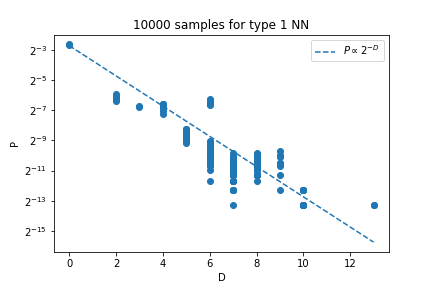 10000 samples for type 1 NN
P ∝ 2⁻ᴰ
2⁻³
2⁻⁵
2⁻⁷
2⁻⁹
2⁻¹¹
2⁻¹³
2⁻¹⁵
P
0 2 4 6 8 10 12
D